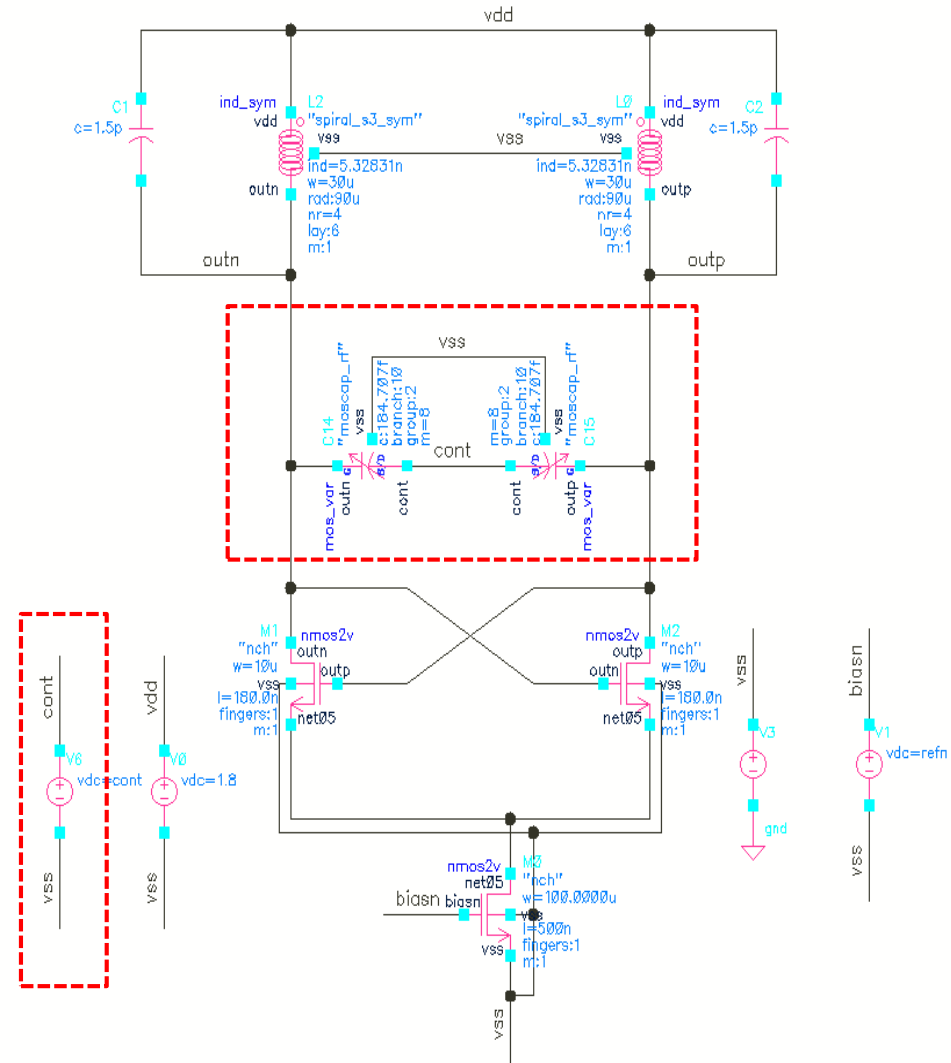 vdd
C1
c=1.5p
ind_sym
L2
vdd
"spiral_s3_sym"
vss
ind=5.32831n
w=30u
rad:90u
nr=4
lay:6
m:1
outn
outn
vss
L0
ind_sym
"spiral_s3_sym"
vdd
vss
ind=5.32831n
w=30u
rad:90u
nr=4
lay:6
m:1
outp
outp
C2
c=1.5p
vss
C14
"moscap_rf"
vss
c:184.707f
branch:10
group:2
m=8
G
S/D
outn
cont
mos_var
cont
m=8
group:2
branch:10
c:184.707f
vss
"moscap_rf"
C15
S/D
G
cont
outp
mos_var
M1
nmos2v
"nch"
outn
w=10u
outp
vss
l=180.0n
fingers:1
m:1
net05
nmos2v
M2
outp
"nch"
outn
w=10u
vss
l=180.0n
fingers:1
m:1
net05
cont
V6
vdc=cont
vss
vdd
V0
vdc=1.8
vss
vss
V3
gnd
biasn
V1
vdc=refn
vss
nmos2v
M3
net05
"nch"
biasn
biasn
w=100.0000u
vss
l=500n
vss
fingers:1
m:1
vss